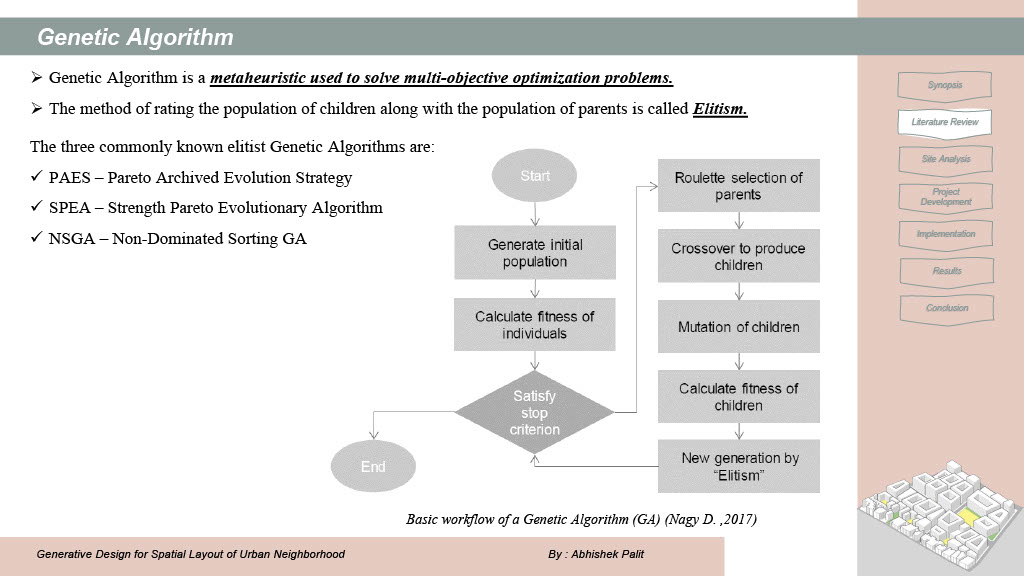 Genetic Algorithm
➢ Genetic Algorithm is a metaheuristic used to solve multi-objective optimization problems.
➢ The method of rating the population of children along with the population of parents is called Elitism.
The three commonly known elitist Genetic Algorithms are:
✓ PAES – Pareto Archived Evolution Strategy
✓ SPEA – Strength Pareto Evolutionary Algorithm
✓ NSGA – Non-Dominated Sorting GA
Start
Generate initial
population
Calculate fitness of
individuals
Satisfy
stop
criterion
End
Roulette selection of
parents
Crossover to produce
children
Mutation of children
Calculate fitness of
children
New generation by
“Elitism”
Basic workflow of a Genetic Algorithm (GA) (Nagy D. ,2017)
Synopsis
Literature Review
Site Analysis
Project
Development
Implementation
Results
Conclusion
Generative Design for Spatial Layout of Urban Neighborhood
By : Abhishek Palit